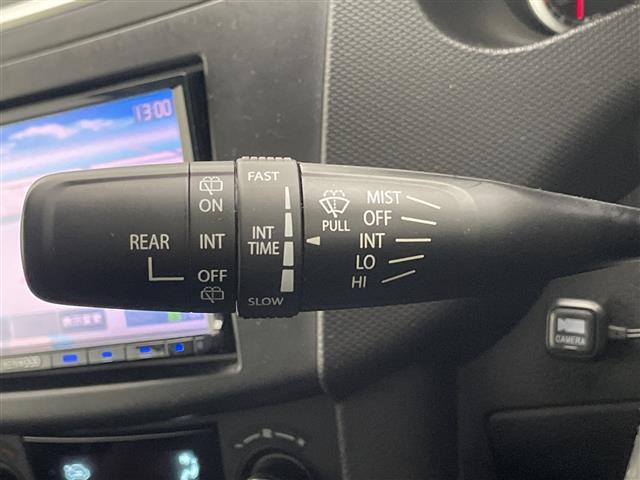 13:00
FAST
ON
REAR
INT
OFF
INT
TIME
SLOW
PULL
MIST
OFF
INT
LO
HI
CAMERA